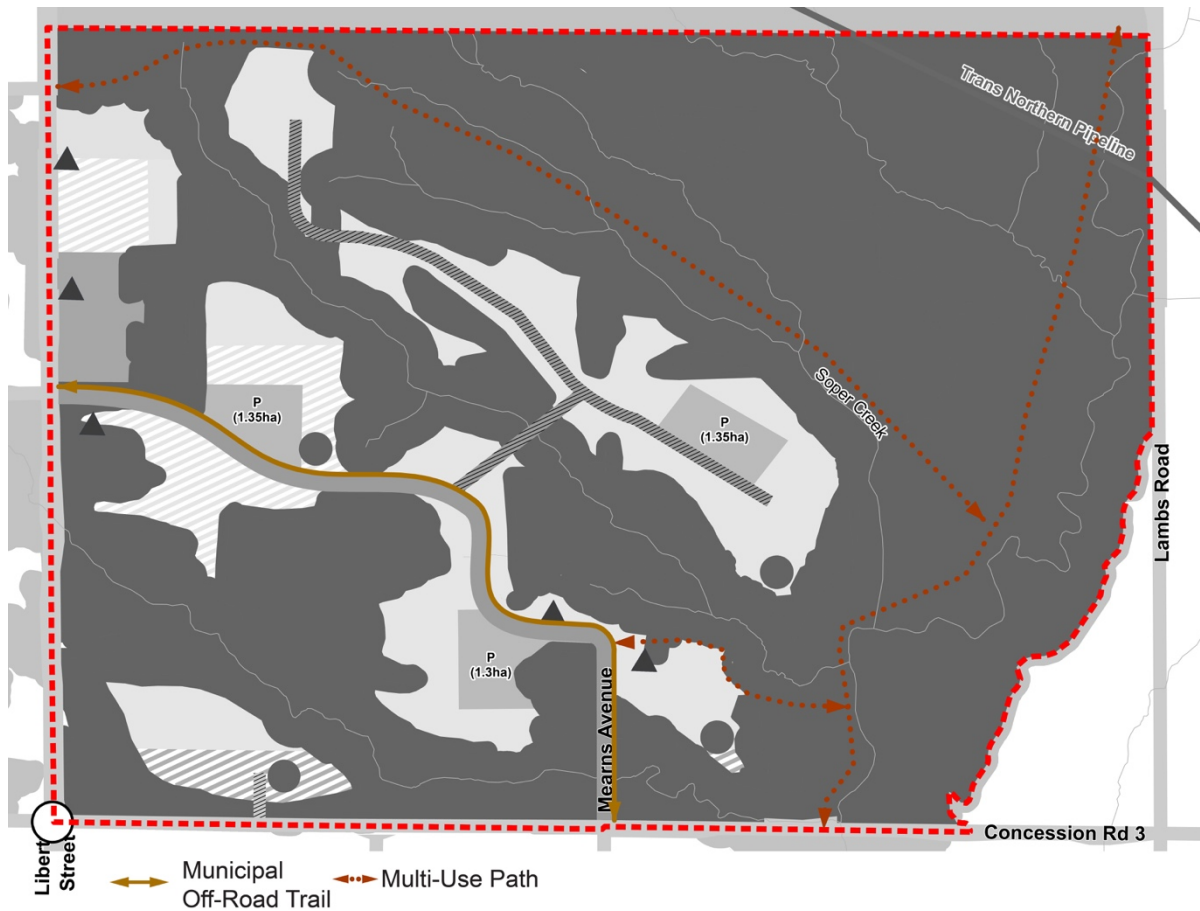 Trans Northern Pipeline
P
(1.35ha)
P
(1.35ha)
Soper Creek
Lambs Road
P
(1.3ha)
Mearns Avenue
Concession Rd 3
Libert
Street
Municipal
Off-Road Trail
Multi-Use Path